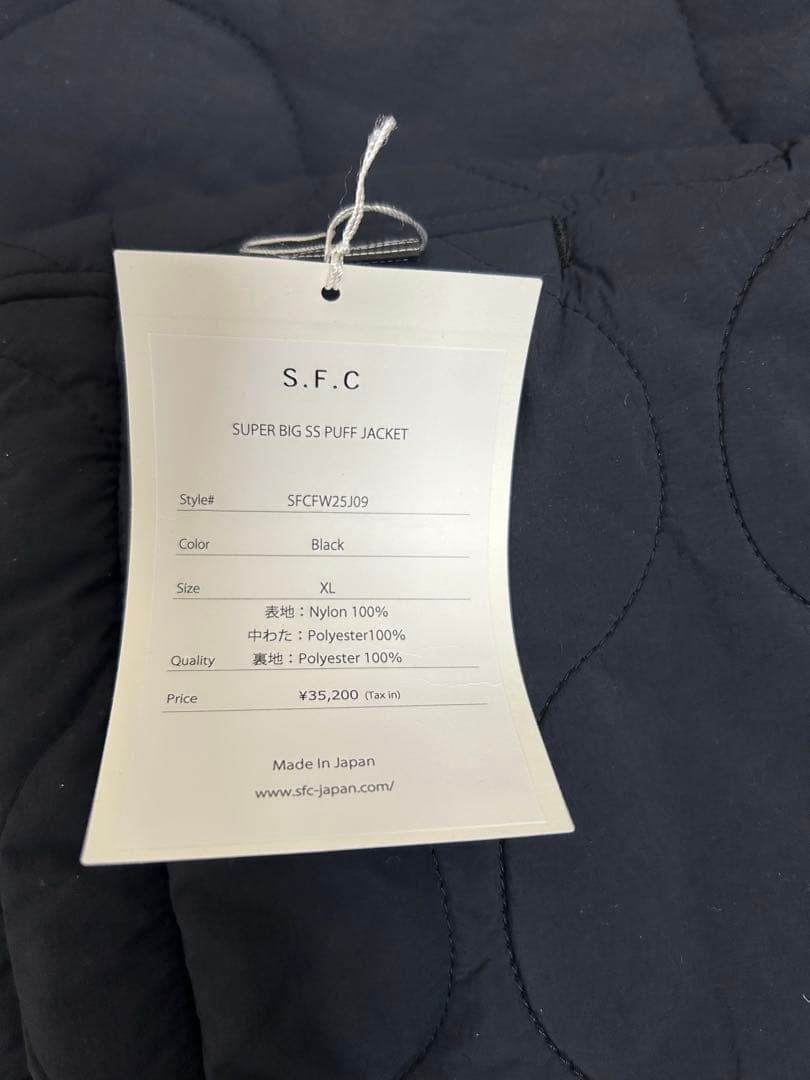 S.F.C
SUPER BIG SS PUFF JACKET
Style# SFCFW25J09
Color Black
Size XL
表地：Nylon 100%
中わた：Polyester100%
Quality 裏地：Polyester 100%
Price ¥35,200 (Tax in)
Made In Japan
www.sfc-japan.com/